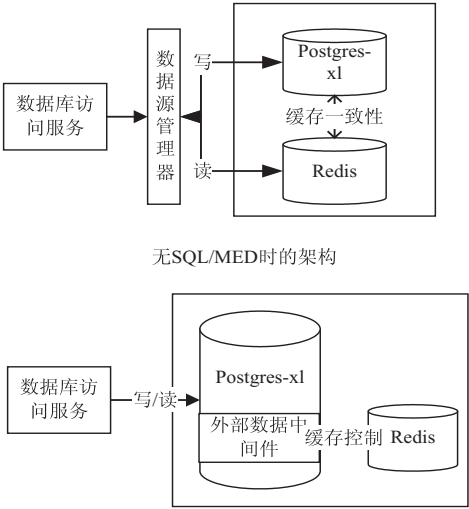 数据库访
问服务
数
据
源
管
理
器
写
读
Postgres-
xl
缓存一致性
Redis
无SQL/MED时的架构
数据库访
问服务
写/读
Postgres-xl
外部数据中
间件
缓存控制
Redis